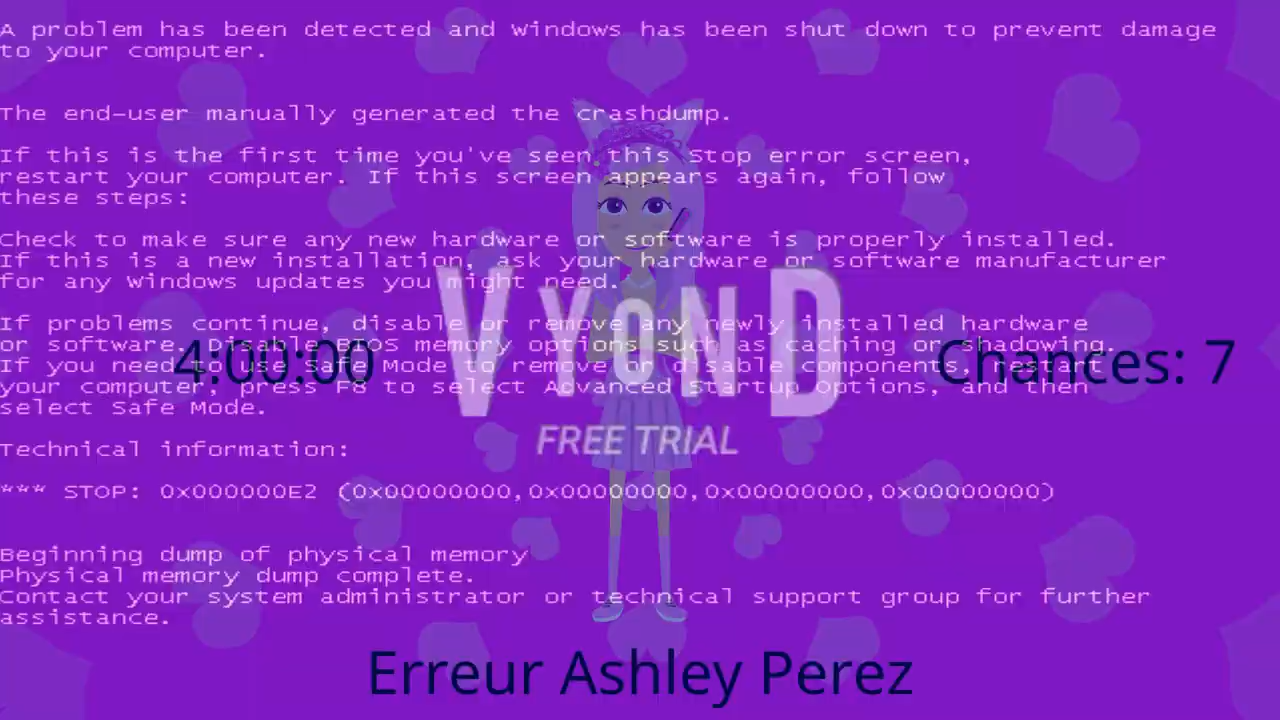 A problem has been detected and Windows has been shut down to prevent damage
to your computer.
The end-user manually generated the crashdump.
If this is the first time you've seen this Stop error screen,
restart your computer. If this screen appears again, follow
these steps:
Check to make sure any new hardware or software is properly installed.
If this is a new installation, ask your hardware or software manufacturer
for any Windows updates you might need.
If problems continue, disable or remove any newly installed hardware
or software. Disable BIOS memory options such as caching or shadowing.
If you need to use Safe Mode to remove or disable components, restart
your computer, press F8 to select Advanced Startup Options, and then
select Safe Mode.
4:00:00
VYOND
FREE TRIAL
Chances: 7
Technical information:
*** STOP: 0x000000E2 (0x00000000,0x00000000,0x00000000,0x00000000)
Beginning dump of physical memory
Physical memory dump complete.
Contact your system administrator or technical support group for further
assistance.
Erreur Ashley Perez